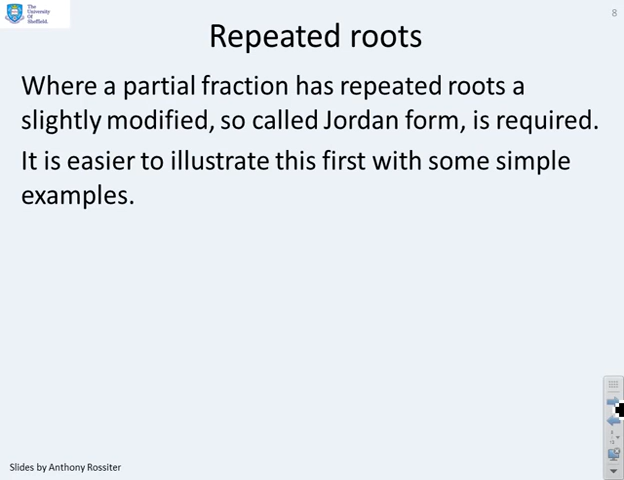 The
University
Of
Sheffield.
8
Repeated roots
Where a partial fraction has repeated roots a
slightly modified, so called Jordan form, is required.
It is easier to illustrate this first with some simple
examples.
Slides by Anthony Rossiter